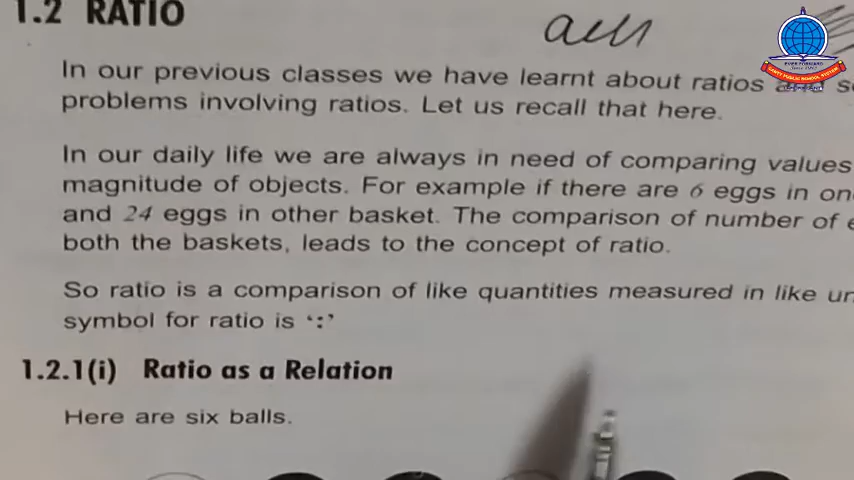 1.2 RATIO
In our previous classes we have learnt about ratios and
problems involving ratios. Let us recall that here.
In our daily life we are always in need of comparing values
magnitude of objects. For example if there are 6 eggs in
and 24 eggs in other basket. The comparison of number of
both the baskets, leads to the concept of ratio.
So ratio is a comparison of like quantities measured in like
symbol for ratio is ‘:’
1.2.1(i) Ratio as a Relation
Here are six balls.
EVER FORWARD